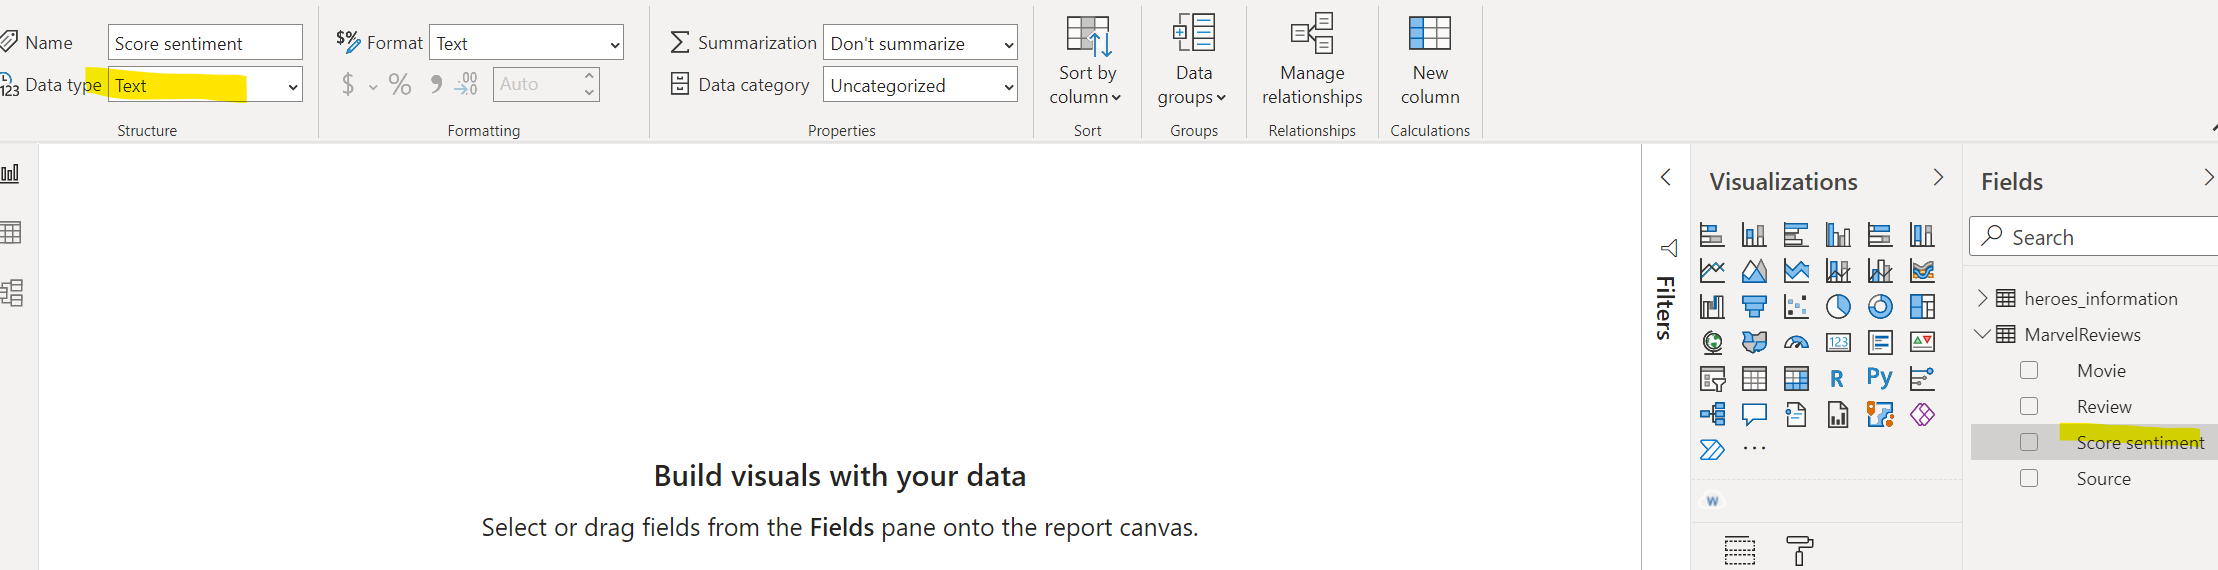 Name
Score sentiment
Data type
Text
Structure
Format
Text
$ % 9 .00 →.0
Auto
Formatting
Summarization
Don't summarize
Data category
Uncategorized
Properties
Sort by
column
Sort
Data
groups
Groups
Manage
relationships
Relationships
New
column
Calculations
Build visuals with your data
Select or drag fields from the Fields pane onto the report canvas.
Filters
Visualizations
123
R
Py
...
W
Fields
Search
heroes_information
MarvelReviews
Movie
Review
Score sentiment
Source